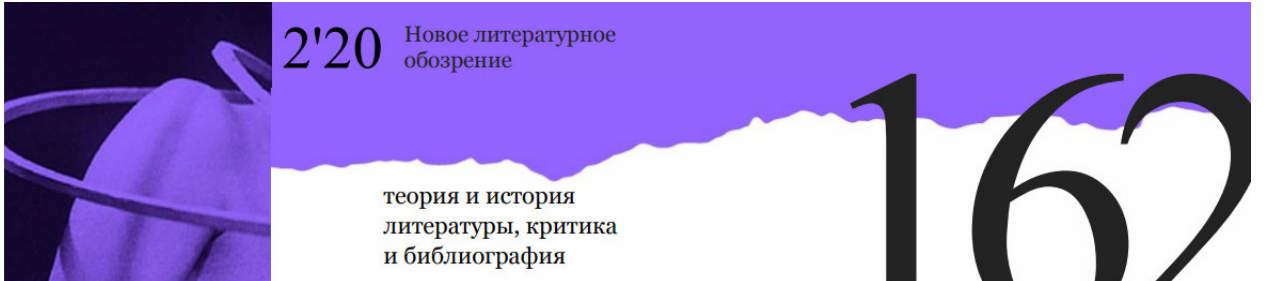 2'20
Новое литературное
обозрение
162
теория и история
литературы, критика
и библиография